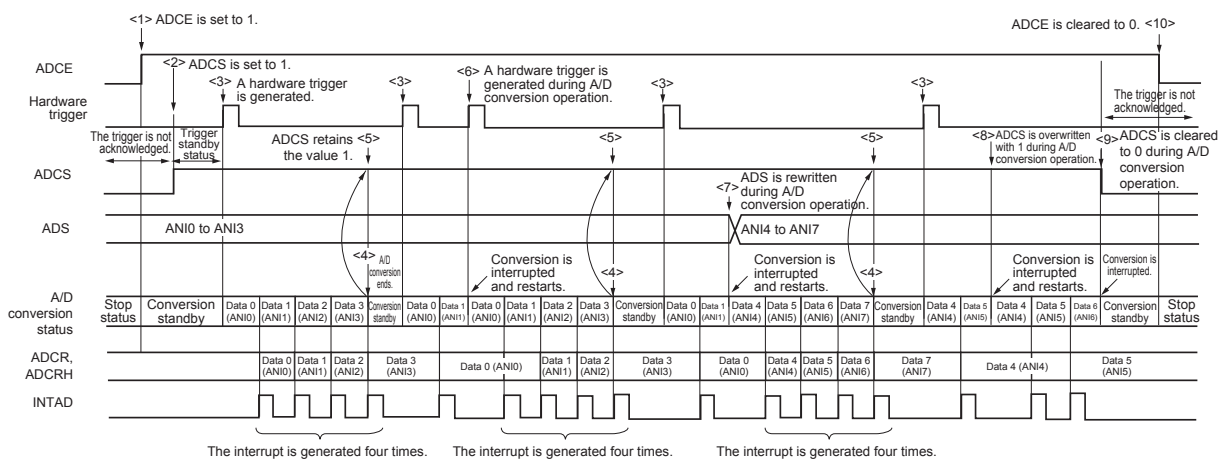 <1> ADCE is set to 1.
ADCE is cleared to 0. <10>
ADCE
<2> ADCS is set to 1.
<3> A hardware trigger
is generated.
<3>
<6> A hardware trigger is
generated during A/D
conversion operation.
<3>
<3>
Hardware
trigger
The trigger is not
acknowledged.
The trigger is not
acknowledged.
Trigger
standby
status
ADCS retains
the value 1.
<5>
<5>
<5>
<8> ADCS is overwritten
with 1 during A/D
conversion operation.
<9> ADCS is cleared
to 0 during A/D
conversion
operation.
ADCS
<7> ADS is rewritten
during A/D
conversion operation.
ADS
ANI0 to ANI3
ANI4 to ANI7
<4> A/D
conversion
ends.
Conversion is
interrupted
and restarts.
<4>
Conversion is
interrupted
and restarts.
<4>
Conversion is
interrupted
and restarts.
Conversion is
interrupted.
A/D
conversion
status
Stop
status
Conversion
standby
Data 0
(ANI0)
Data 1
(ANI1)
Data 2
(ANI2)
Data 3
(ANI3)
Conversion
standby
Data 0
(ANI0)
Data 1
(ANI1)
Data 0
(ANI0)
Data 1
(ANI1)
Data 2
(ANI2)
Data 3
(ANI3)
Conversion
standby
Data 0
(ANI0)
Data 1
(ANI1)
Data 4
(ANI4)
Data 5
(ANI5)
Data 6
(ANI6)
Data 7
(ANI7)
Conversion
standby
Data 4
(ANI4)
Data 5
(ANI5)
Data 4
(ANI4)
Data 5
(ANI5)
Data 6
(ANI6)
Conversion
standby
Stop
status
ADCR,
ADCRH
Data 0
(ANI0)
Data 1
(ANI1)
Data 2
(ANI2)
Data 3
(ANI3)
Data 0 (ANI0)
Data 1
(ANI1)
Data 2
(ANI2)
Data 3
(ANI3)
Data 0
(ANI0)
Data 4
(ANI4)
Data 5
(ANI5)
Data 6
(ANI6)
Data 7
(ANI7)
Data 4 (ANI4)
Data 5
(ANI5)
INTAD
The interrupt is generated four times.
The interrupt is generated four times.
The interrupt is generated four times.